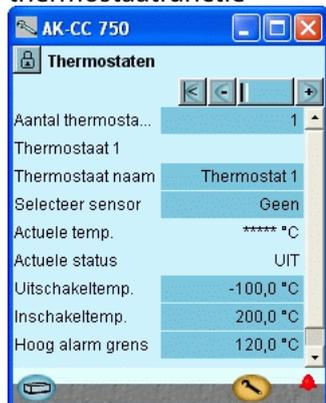 thermostaatfunctie
AK-CC 750
Thermostaten
Aantal thermosta... 1
Thermostaat 1
Thermostaat naam Thermostat 1
Selecteer sensor Geen
Actuele temp. ***** °C
Actuele status UIT
Uitschakeltemp. -100,0 °C
Inschakeltemp. 200,0 °C
Hoog alarm grens 120,0 °C